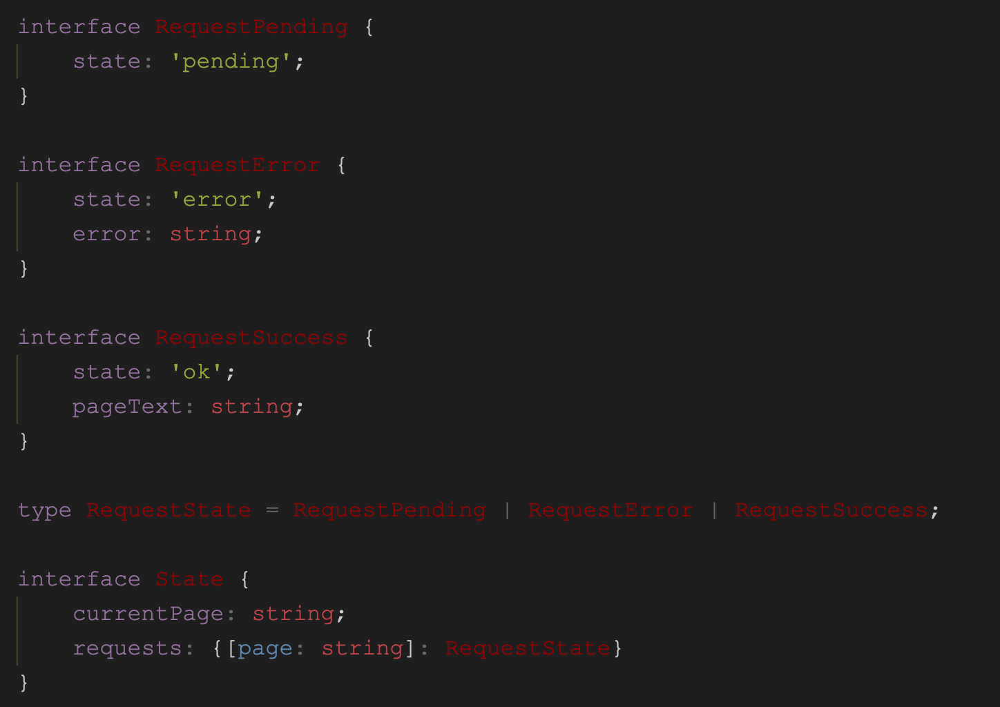 interface RequestPending {
    state: 'pending';
}

interface RequestError {
    state: 'error';
    error: string;
}

interface RequestSuccess {
    state: 'ok';
    pageText: string;
}

type RequestState = RequestPending | RequestError | RequestSuccess;

interface State {
    currentPage: string;
    requests: {[page: string]: RequestState}
}